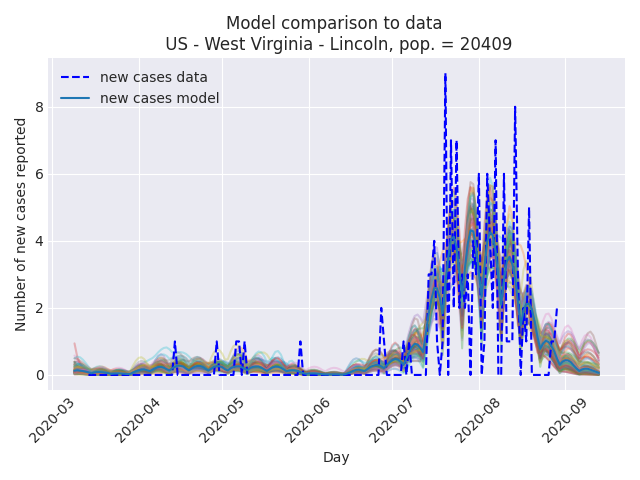 Model comparison to data
US - West Virginia - Lincoln, pop. = 20409
new cases data
new cases model
Number of new cases reported
8
6
4
2
0
2020-03
2020-04
2020-05
2020-06
2020-07
2020-08
2020-09
Day